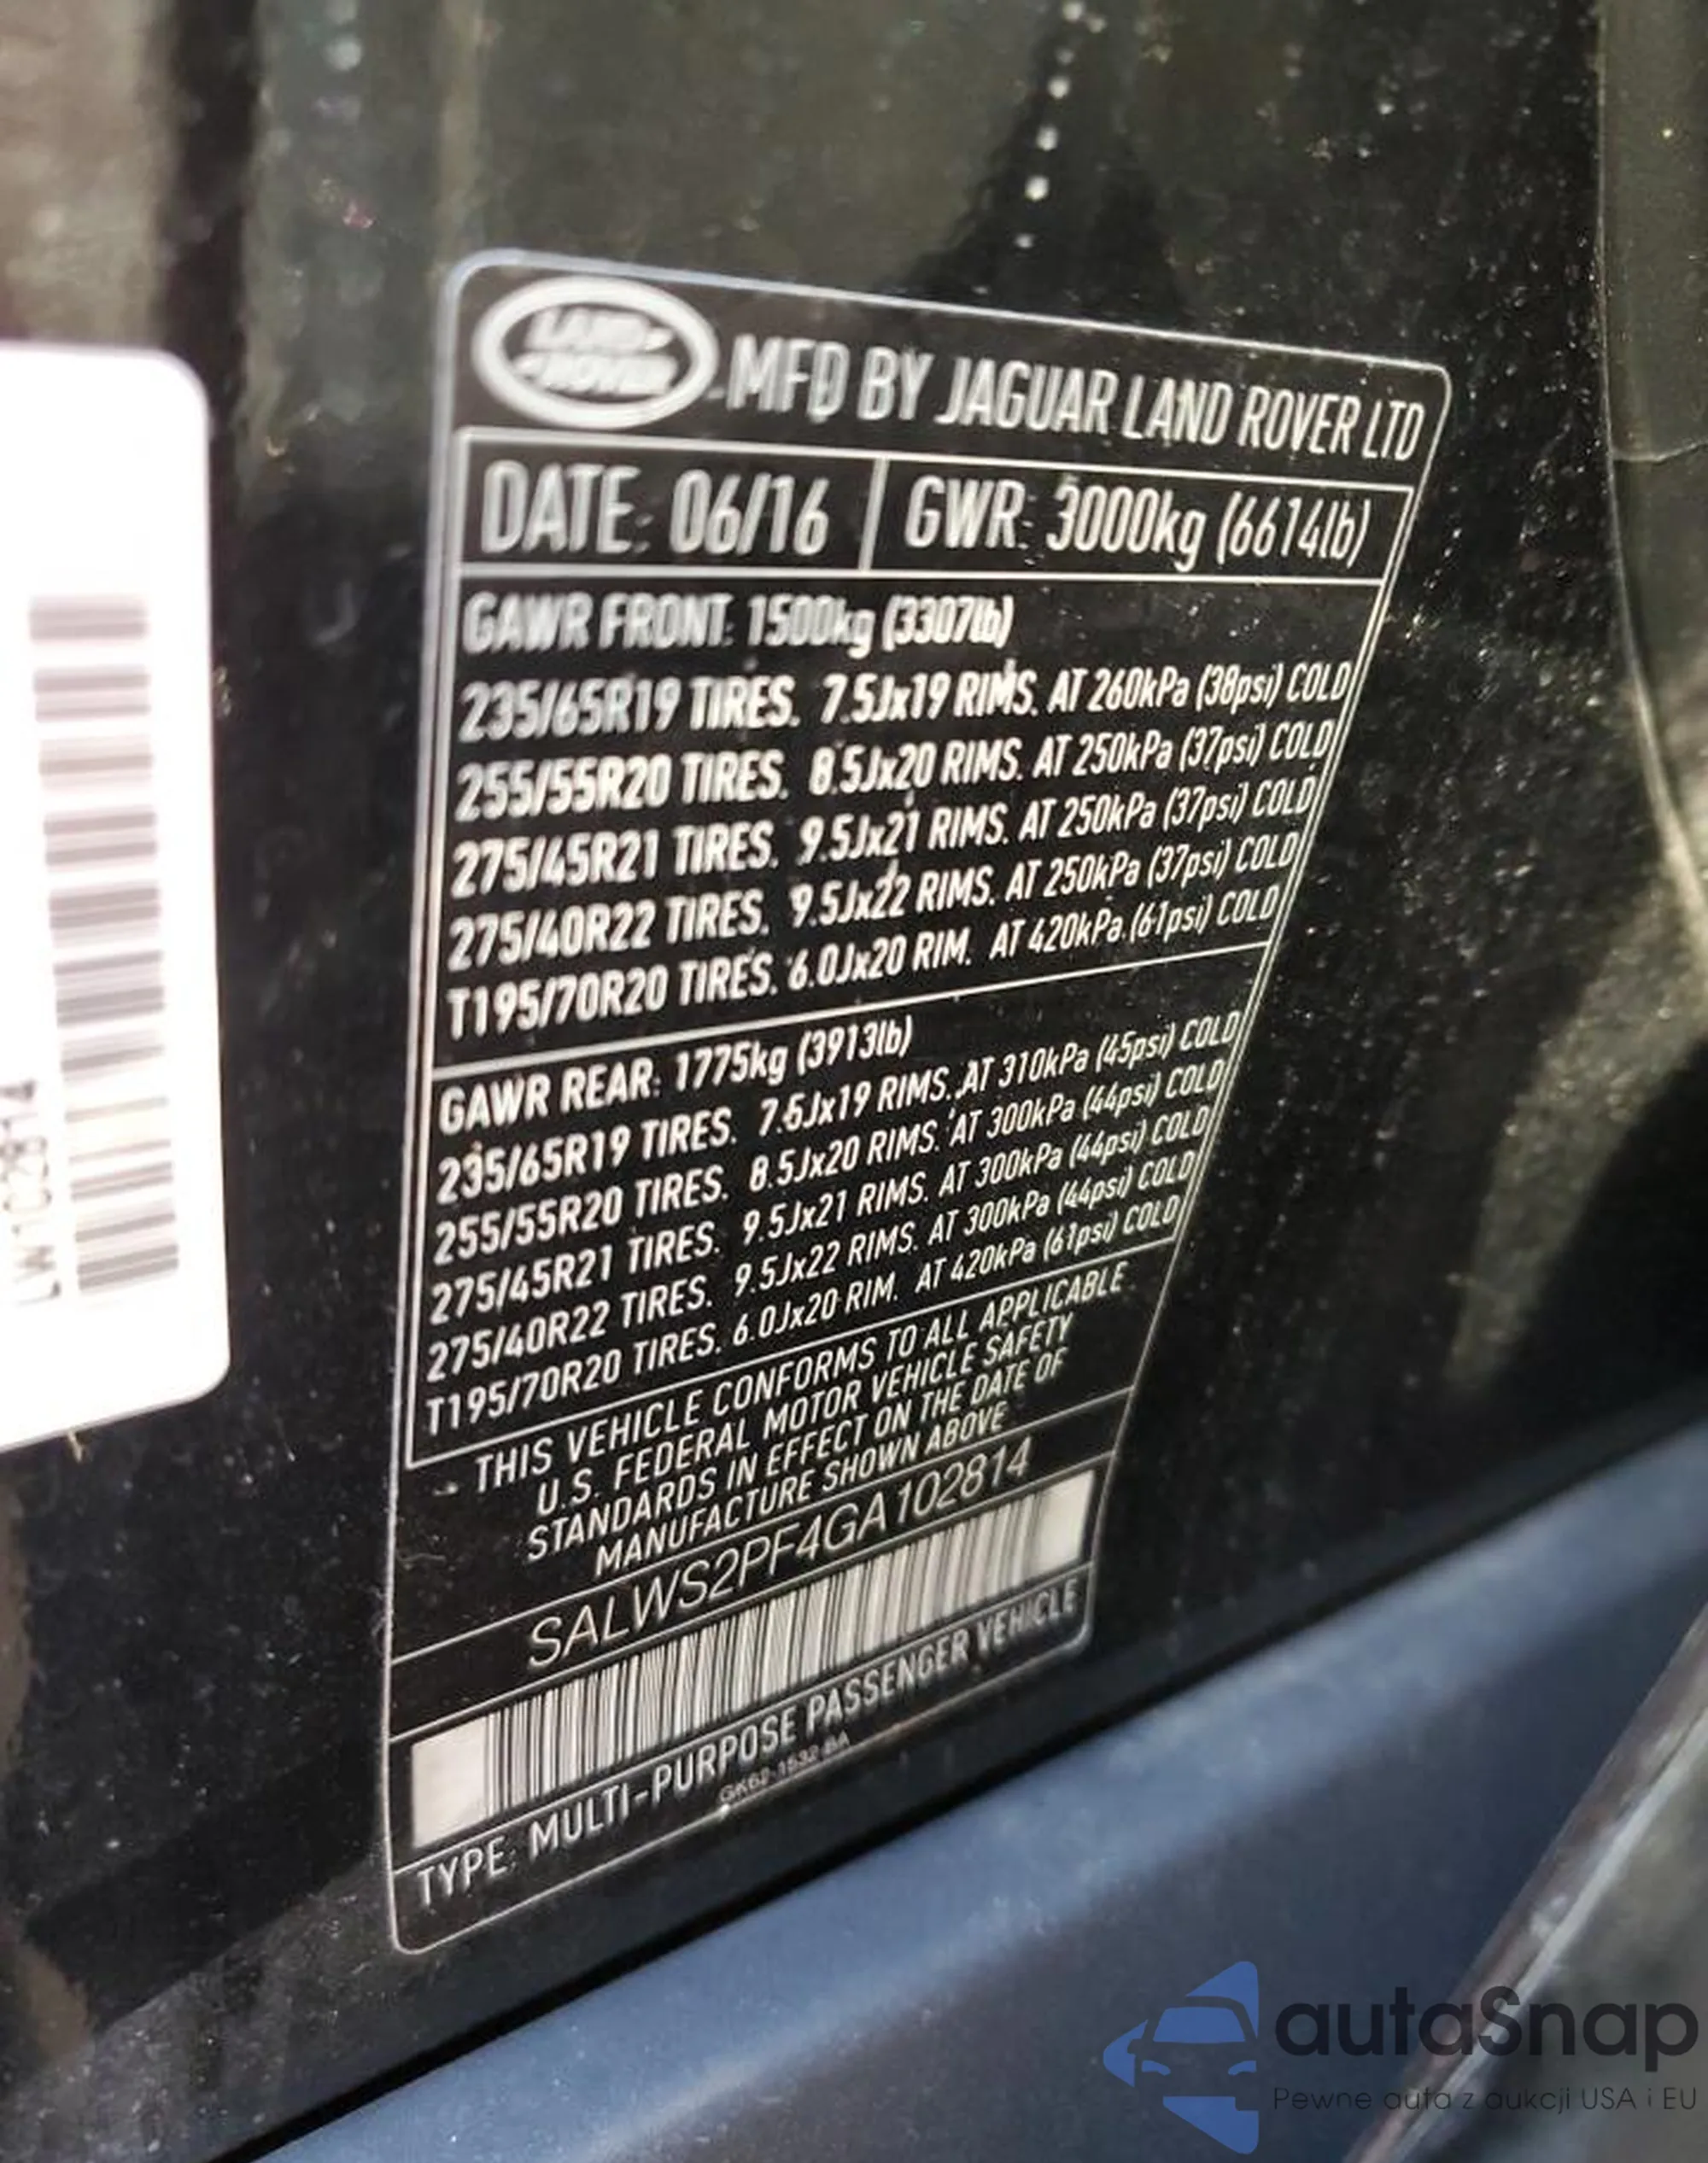 LAND-
-ROVER
MFD BY JAGUAR LAND ROVER LTD
DATE: 06/16 GWR: 3000kg (6614lb)
GAWR FRONT: 1500kg (3307lb)
235/65R19 TIRES. 7.5Jx19 RIMS. AT 260kPa (38psi) COLD
255/55R20 TIRES. 8.5Jx20 RIMS. AT 250kPa (37psi) COLD
275/45R21 TIRES. 9.5Jx21 RIMS. AT 250kPa (37psi) COLD
275/40R22 TIRES. 9.5Jx22 RIMS. AT 250kPa (37psi) COLD
T195/70R20 TIRES. 6.0Jx20 RIM. AT 420kPa (61psi) COLD
GAWR REAR: 1775kg (3913lb)
235/65R19 TIRES. 7.5Jx19 RIMS. AT 310kPa (45psi) COLD
255/55R20 TIRES. 8.5Jx20 RIMS. AT 300kPa (44psi) COLD
275/45R21 TIRES. 9.5Jx21 RIMS. AT 300kPa (44psi) COLD
275/40R22 TIRES. 9.5Jx22 RIMS. AT 300kPa (44psi) COLD
T195/70R20 TIRES. 6.0Jx20 RIM. AT 420kPa (61psi) COLD
THIS VEHICLE CONFORMS TO ALL APPLICABLE
U.S. FEDERAL MOTOR VEHICLE SAFETY
STANDARDS IN EFFECT ON THE DATE OF
MANUFACTURE SHOWN ABOVE
SALWS2PF4GA102814
TYPE: MULTI-PURPOSE PASSENGER VEHICLE
GK62-1532-BA
autaSnap
Pewne auta z aukcji USA i EU